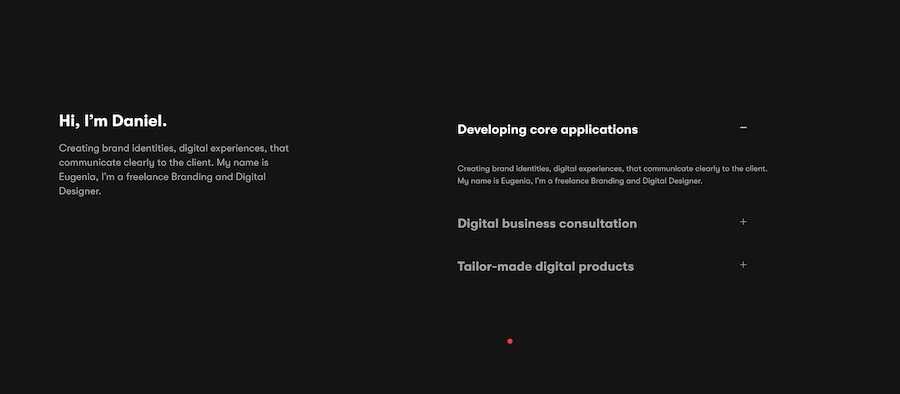 Hi, I’m Daniel.
Creating brand identities, digital experiences, that
communicate clearly to the client. My name is
Eugenia, I’m a freelance Branding and Digital
Designer.
Developing core applications
Creating brand identities, digital experiences, that communicate clearly to the client.
My name is Eugenia, I’m a freelance Branding and Digital Designer.
Digital business consultation
Tailor-made digital products